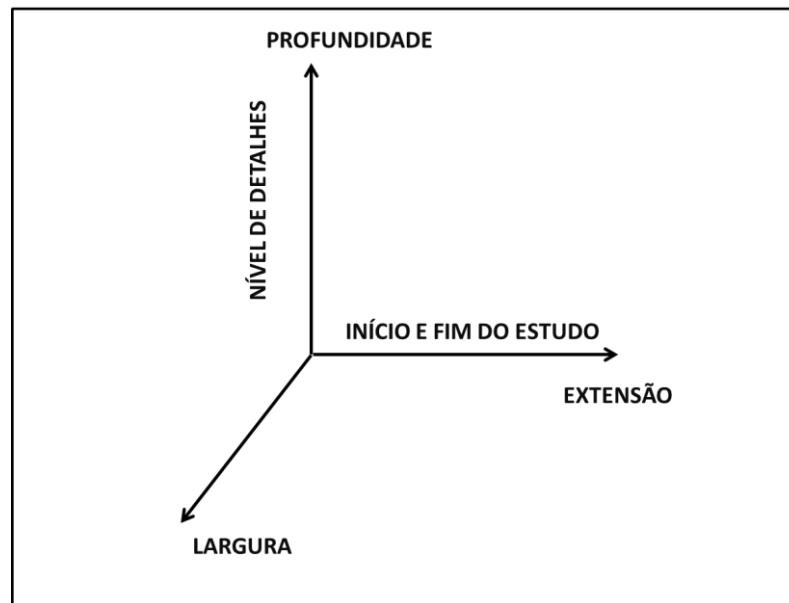 PROFUNDIDADE
NÍVEL DE DETALHES
INÍCIO E FIM DO ESTUDO
EXTENSÃO
LARGURA